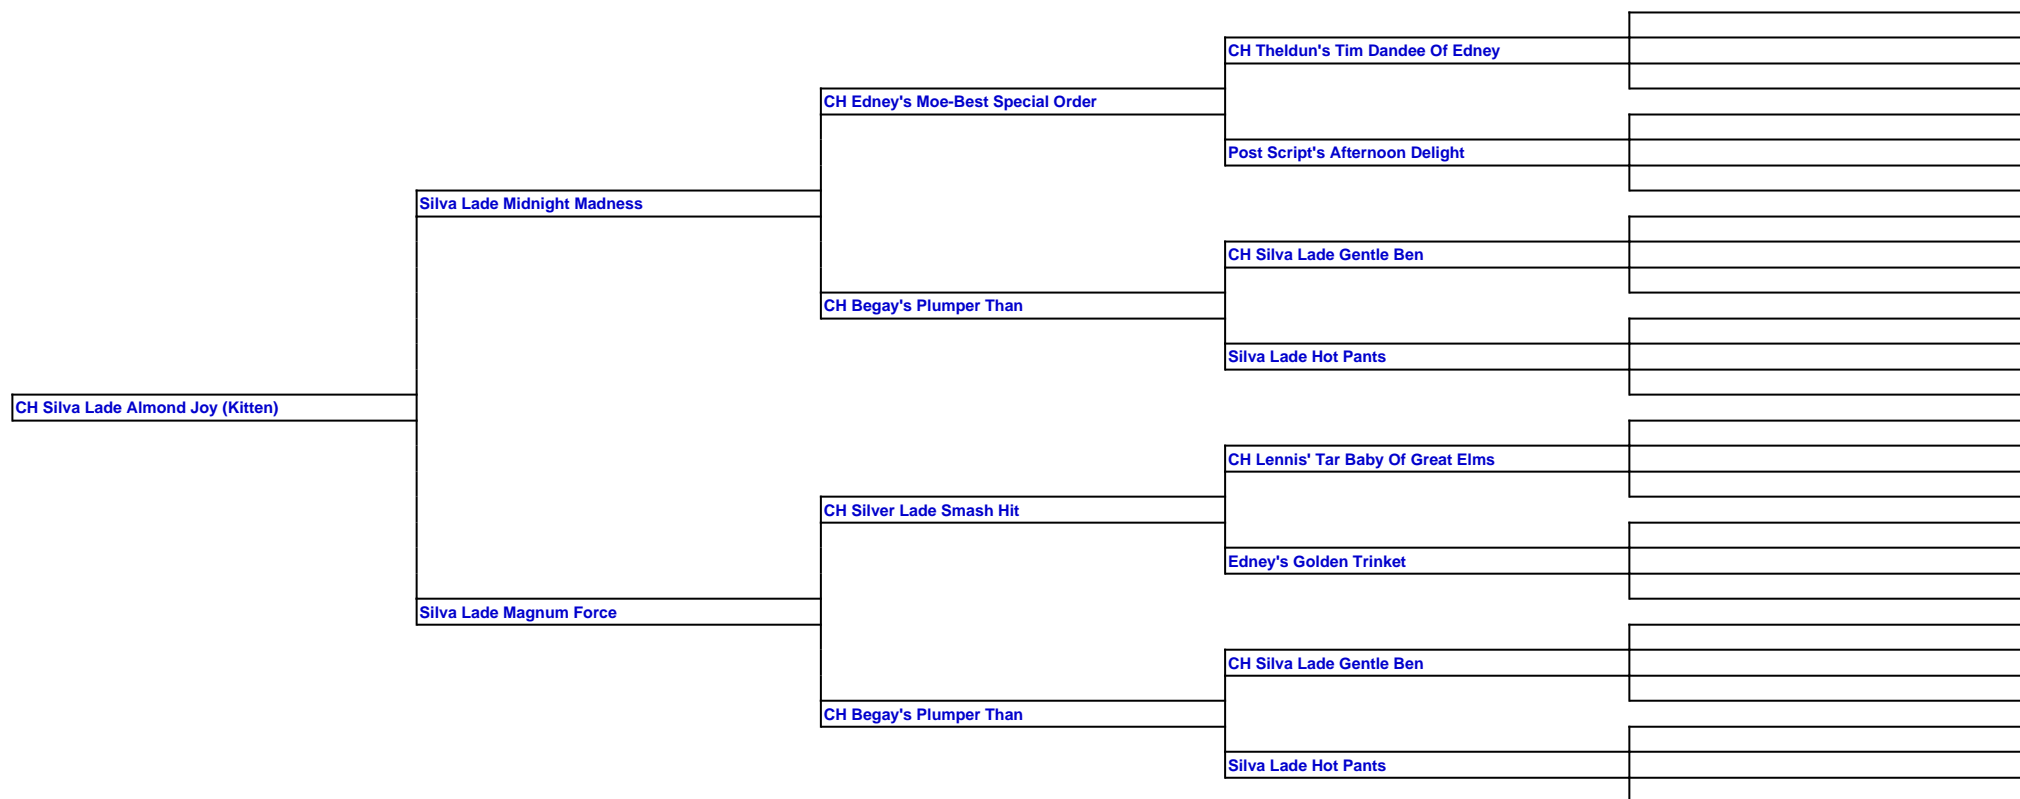 CH Theldun's Tim Dandee Of Edney
CH Edney's Moe-Best Special Order
Post Script's Afternoon Delight
Silva Lade Midnight Madness
CH Silva Lade Gentle Ben
CH Begay's Plumper Than
Silva Lade Hot Pants
CH Silva Lade Almond Joy (Kitten)
CH Lennis' Tar Baby Of Great Elms
CH Silver Lade Smash Hit
Edney's Golden Trinket
Silva Lade Magnum Force
CH Silva Lade Gentle Ben
CH Begay's Plumper Than
Silva Lade Hot Pants